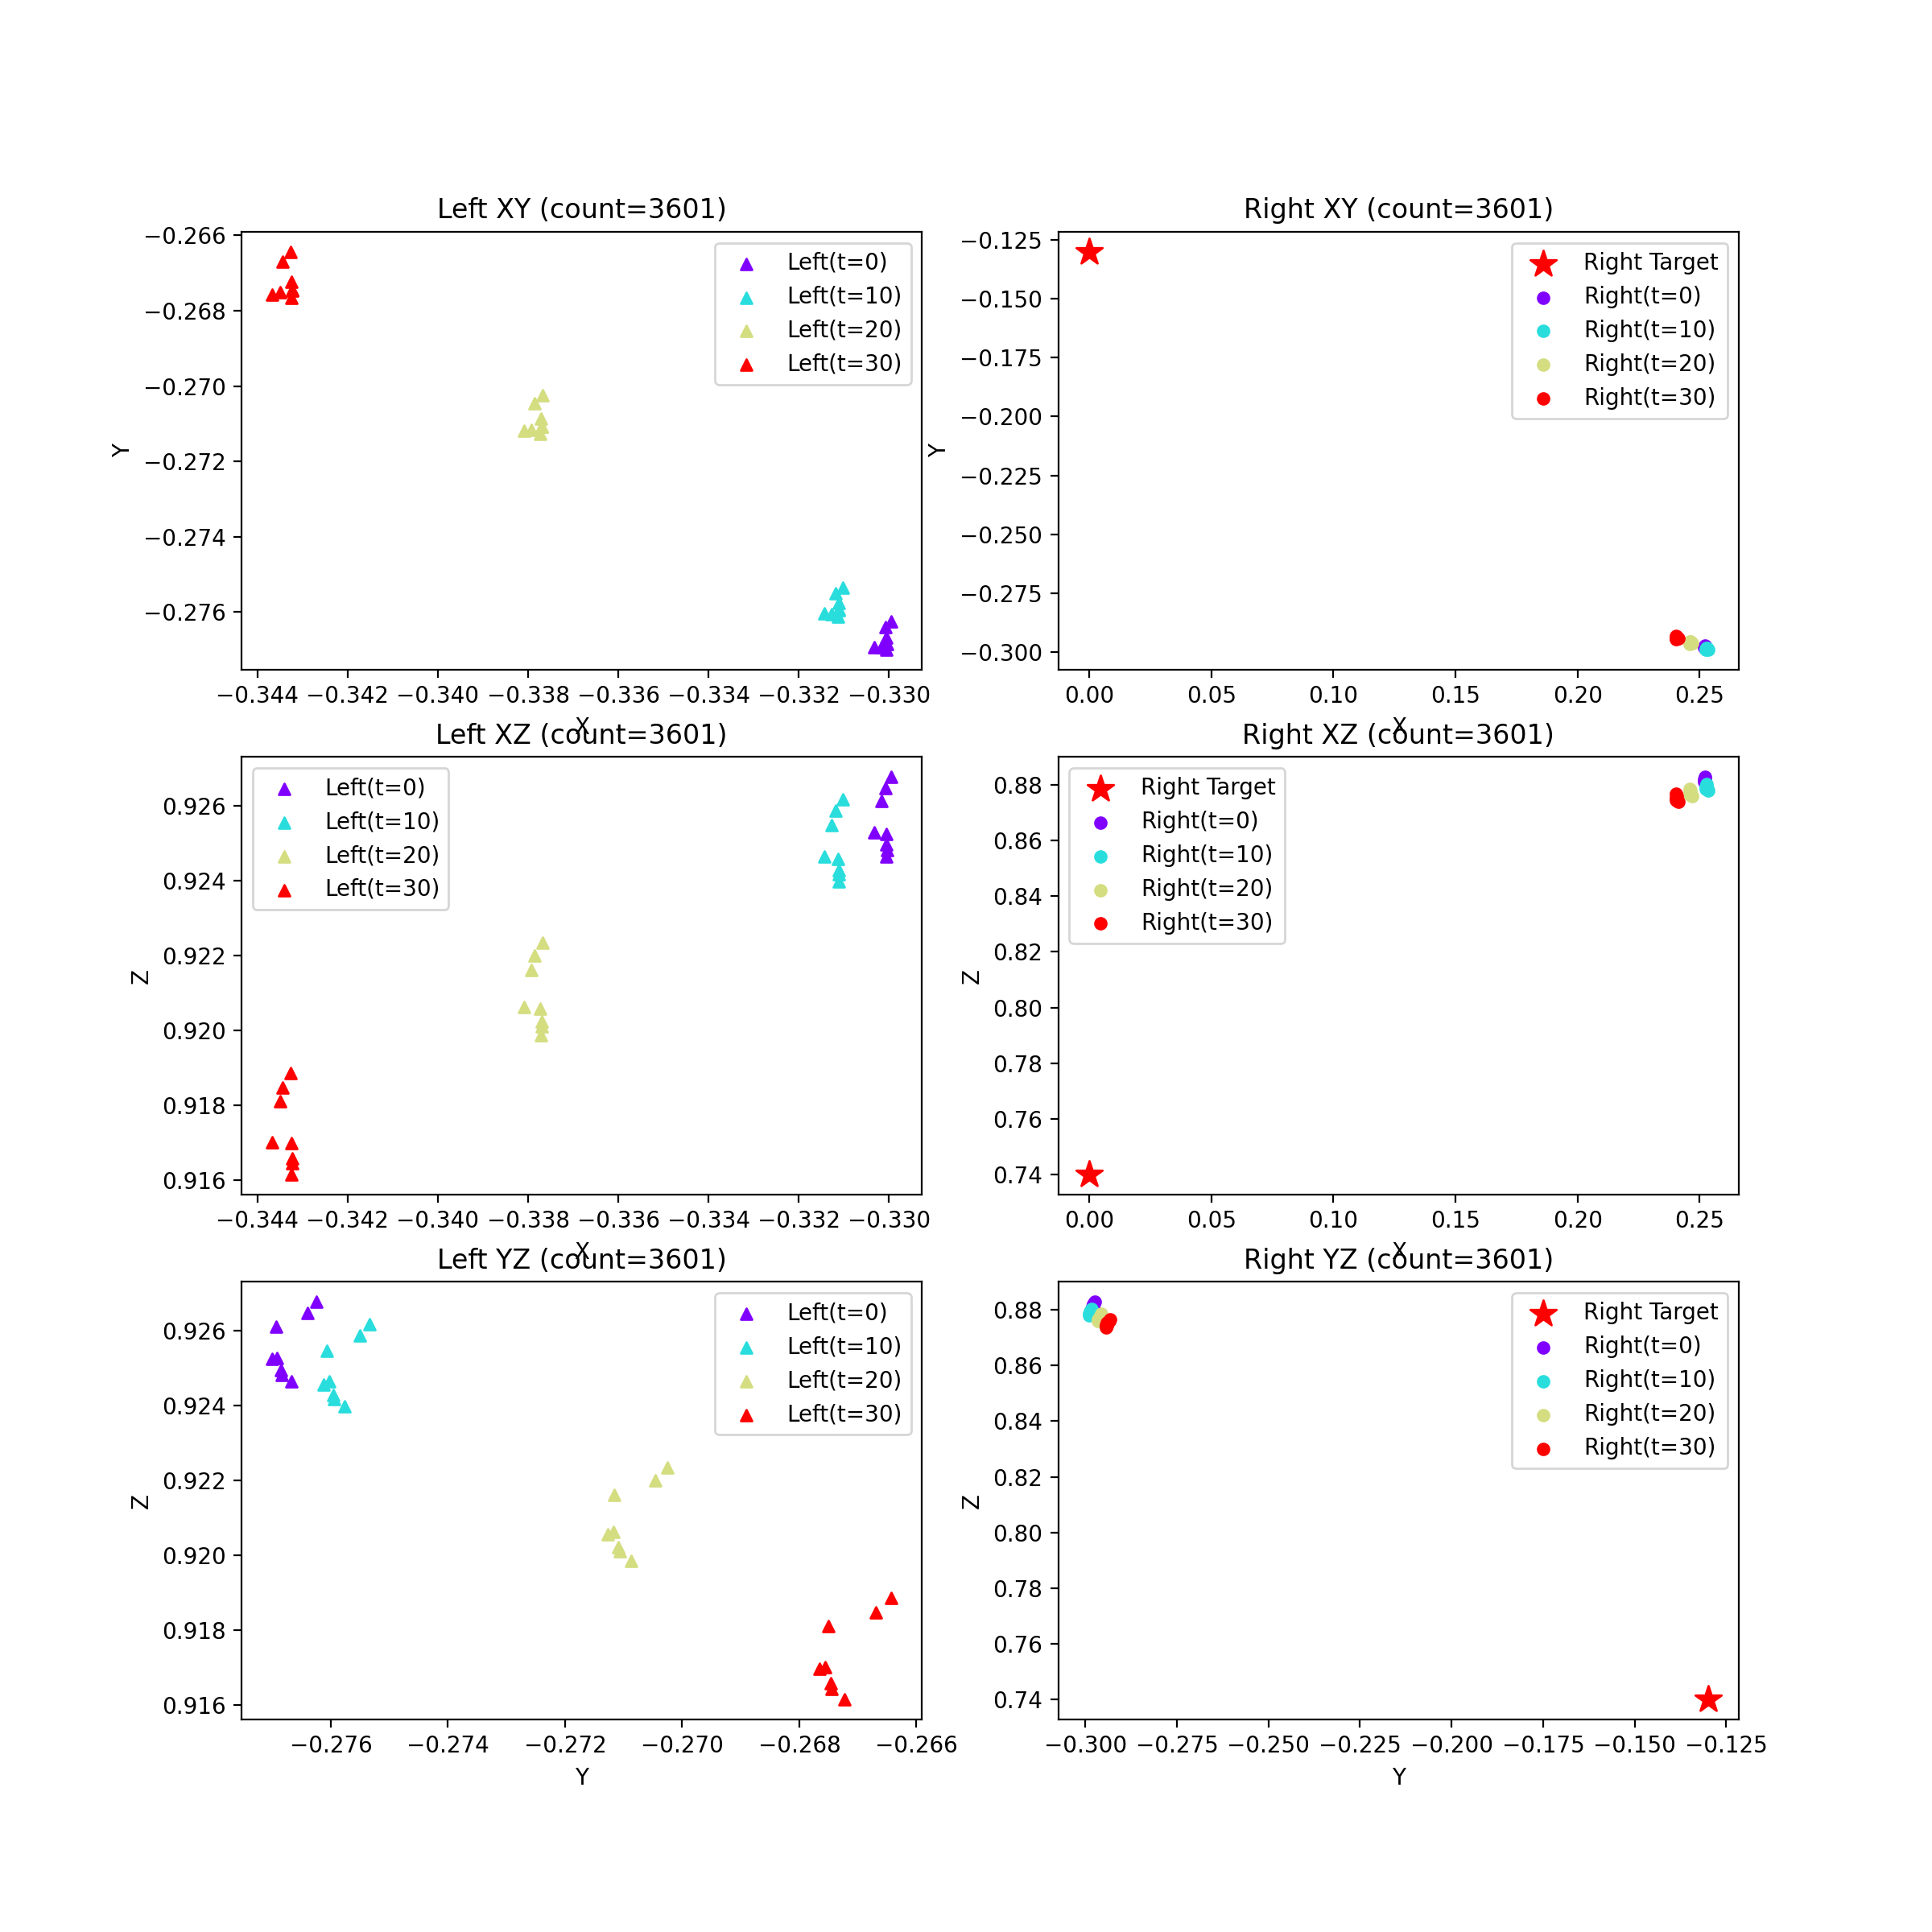 Left XY (count=3601)
−0.266
−0.268
−0.270
−0.272
−0.274
−0.276
Y
Left(t=0)
Left(t=10)
Left(t=20)
Left(t=30)
−0.344 −0.342 −0.340 −0.338 −0.336 −0.334 −0.332 −0.330
X
Right XY (count=3601)
−0.125
−0.150
−0.175
−0.200
−0.225
−0.250
−0.275
−0.300
Y
Right Target
Right(t=0)
Right(t=10)
Right(t=20)
Right(t=30)
0.00 0.05 0.10 0.15 0.20 0.25
X
Left XZ (count=3601)
0.926
0.924
0.922
0.920
0.918
0.916
Z
Left(t=0)
Left(t=10)
Left(t=20)
Left(t=30)
−0.344 −0.342 −0.340 −0.338 −0.336 −0.334 −0.332 −0.330
X
Right XZ (count=3601)
0.88
0.86
0.84
0.82
0.80
0.78
0.76
0.74
Z
Right Target
Right(t=0)
Right(t=10)
Right(t=20)
Right(t=30)
0.00 0.05 0.10 0.15 0.20 0.25
X
Left YZ (count=3601)
0.926
0.924
0.922
0.920
0.918
0.916
Z
Left(t=0)
Left(t=10)
Left(t=20)
Left(t=30)
−0.276 −0.274 −0.272 −0.270 −0.268 −0.266
Y
Right YZ (count=3601)
0.88
0.86
0.84
0.82
0.80
0.78
0.76
0.74
Z
Right Target
Right(t=0)
Right(t=10)
Right(t=20)
Right(t=30)
−0.300 −0.275 −0.250 −0.225 −0.200 −0.175 −0.150 −0.125
Y